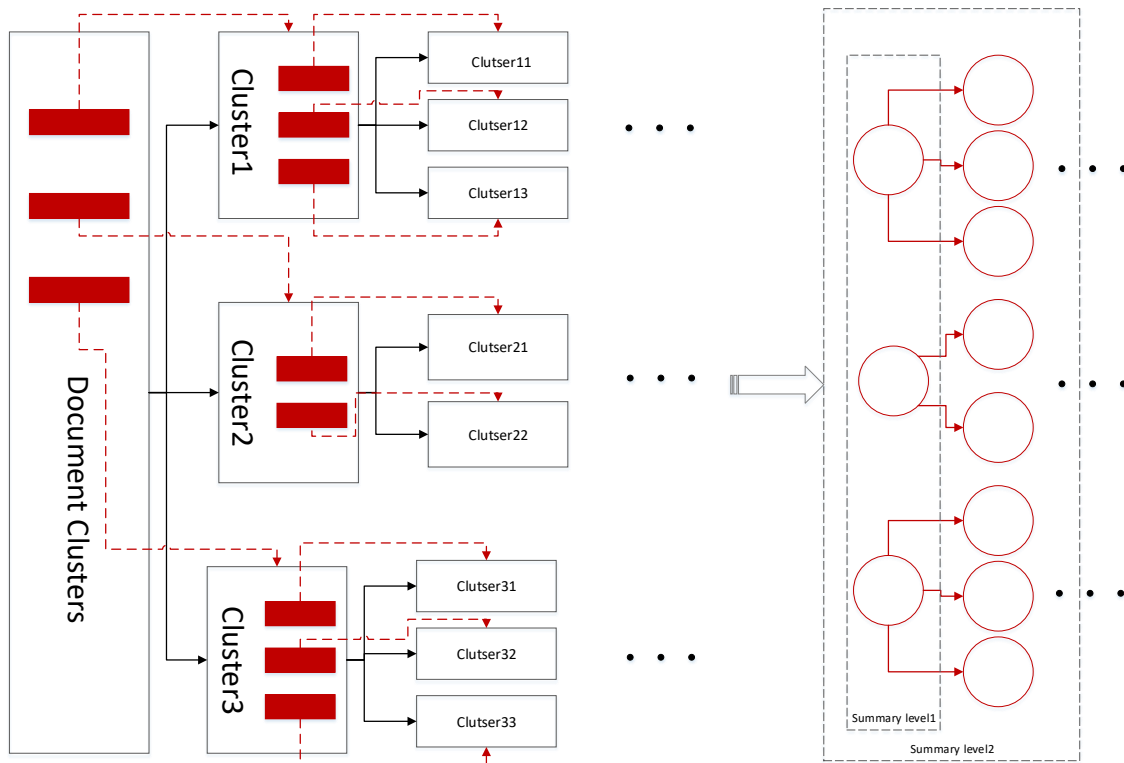 Document Clusters
Cluster1
Clutser11
Clutser12
Clutser13
Cluster2
Clutser21
Clutser22
Cluster3
Clutser31
Clutser32
Clutser33
Summary level1
Summary level2